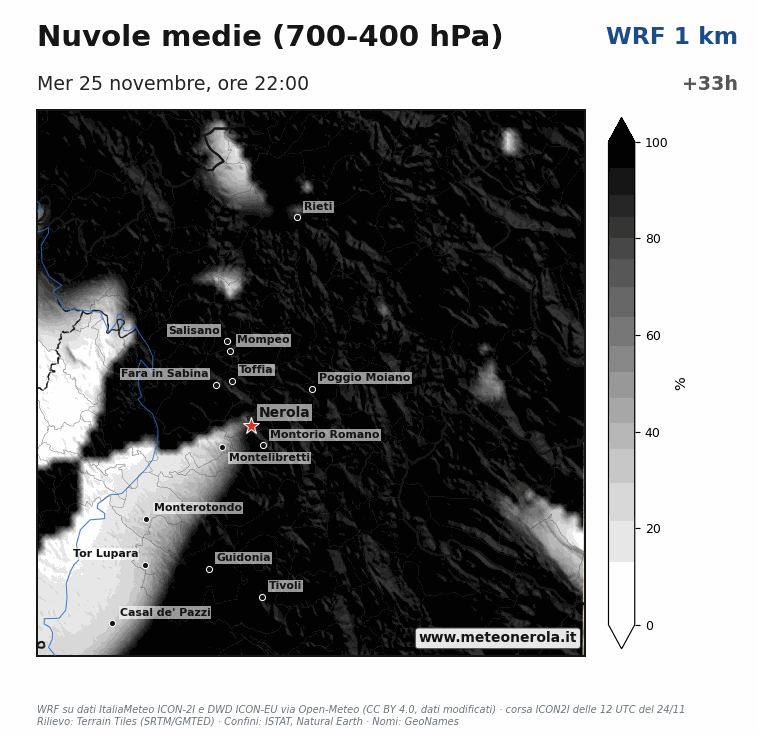 Nuvole medie (700-400 hPa)
WRF 1 km
Mer 25 novembre, ore 22:00
+33h
Rieti
Salisano
Mompeo
Toffia
Fara in Sabina
Poggio Moiano
Nerola
Montorio Romano
Montelibretti
Monterotondo
Tor Lupara
Guidonia
Tivoli
Casal de' Pazzi
www.meteonerola.it
100
80
60
40
20
0
%
WRF su dati ItaliaMeteo ICON-2I e DWD ICON-EU via Open-Meteo (CC BY 4.0, dati modificati) · corsa ICON2I delle 12 UTC del 24/11
Rilievo: Terrain Tiles (SRTM/GMTED) · Confini: ISTAT, Natural Earth · Nomi: GeoNames